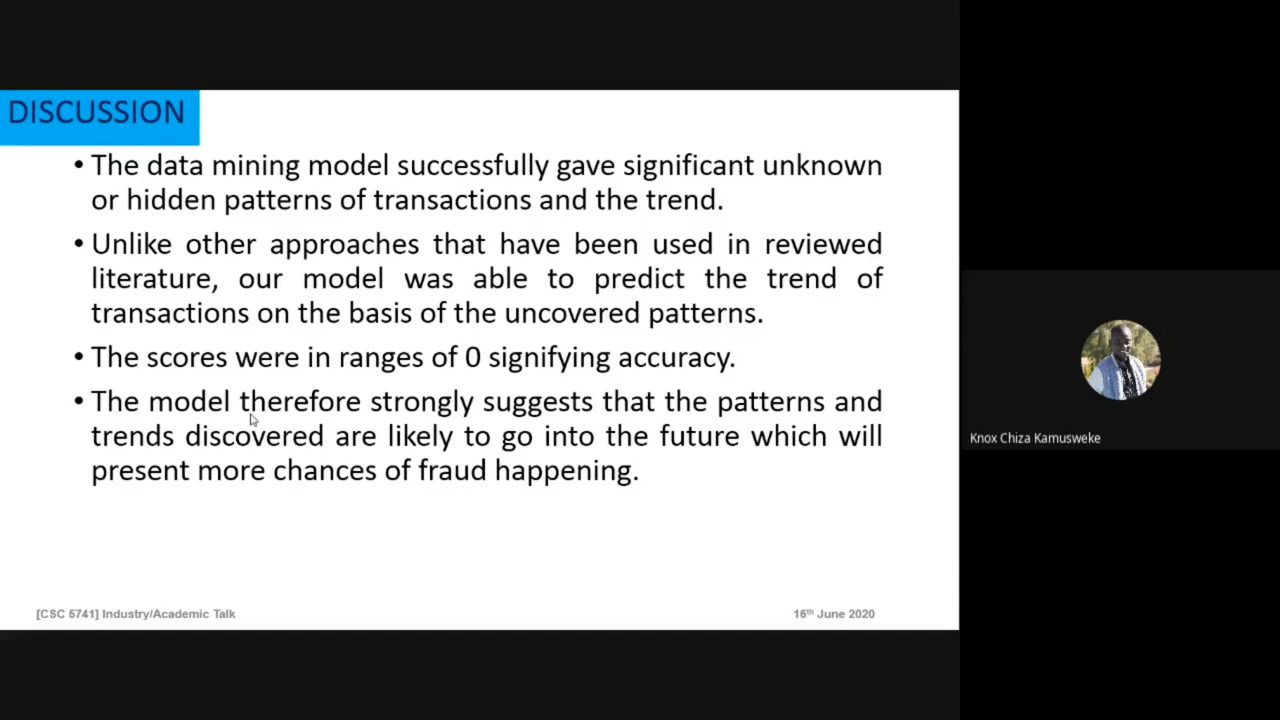 DISCUSSION
• The data mining model successfully gave significant unknown
or hidden patterns of transactions and the trend.
• Unlike other approaches that have been used in reviewed
literature, our model was able to predict the trend of
transactions on the basis of the uncovered patterns.
• The scores were in ranges of 0 signifying accuracy.
• The model therefore strongly suggests that the patterns and
trends discovered are likely to go into the future which will
present more chances of fraud happening.
[CSC 5741] Industry/Academic Talk
16th June 2020
Knox Chiza Kamusweke